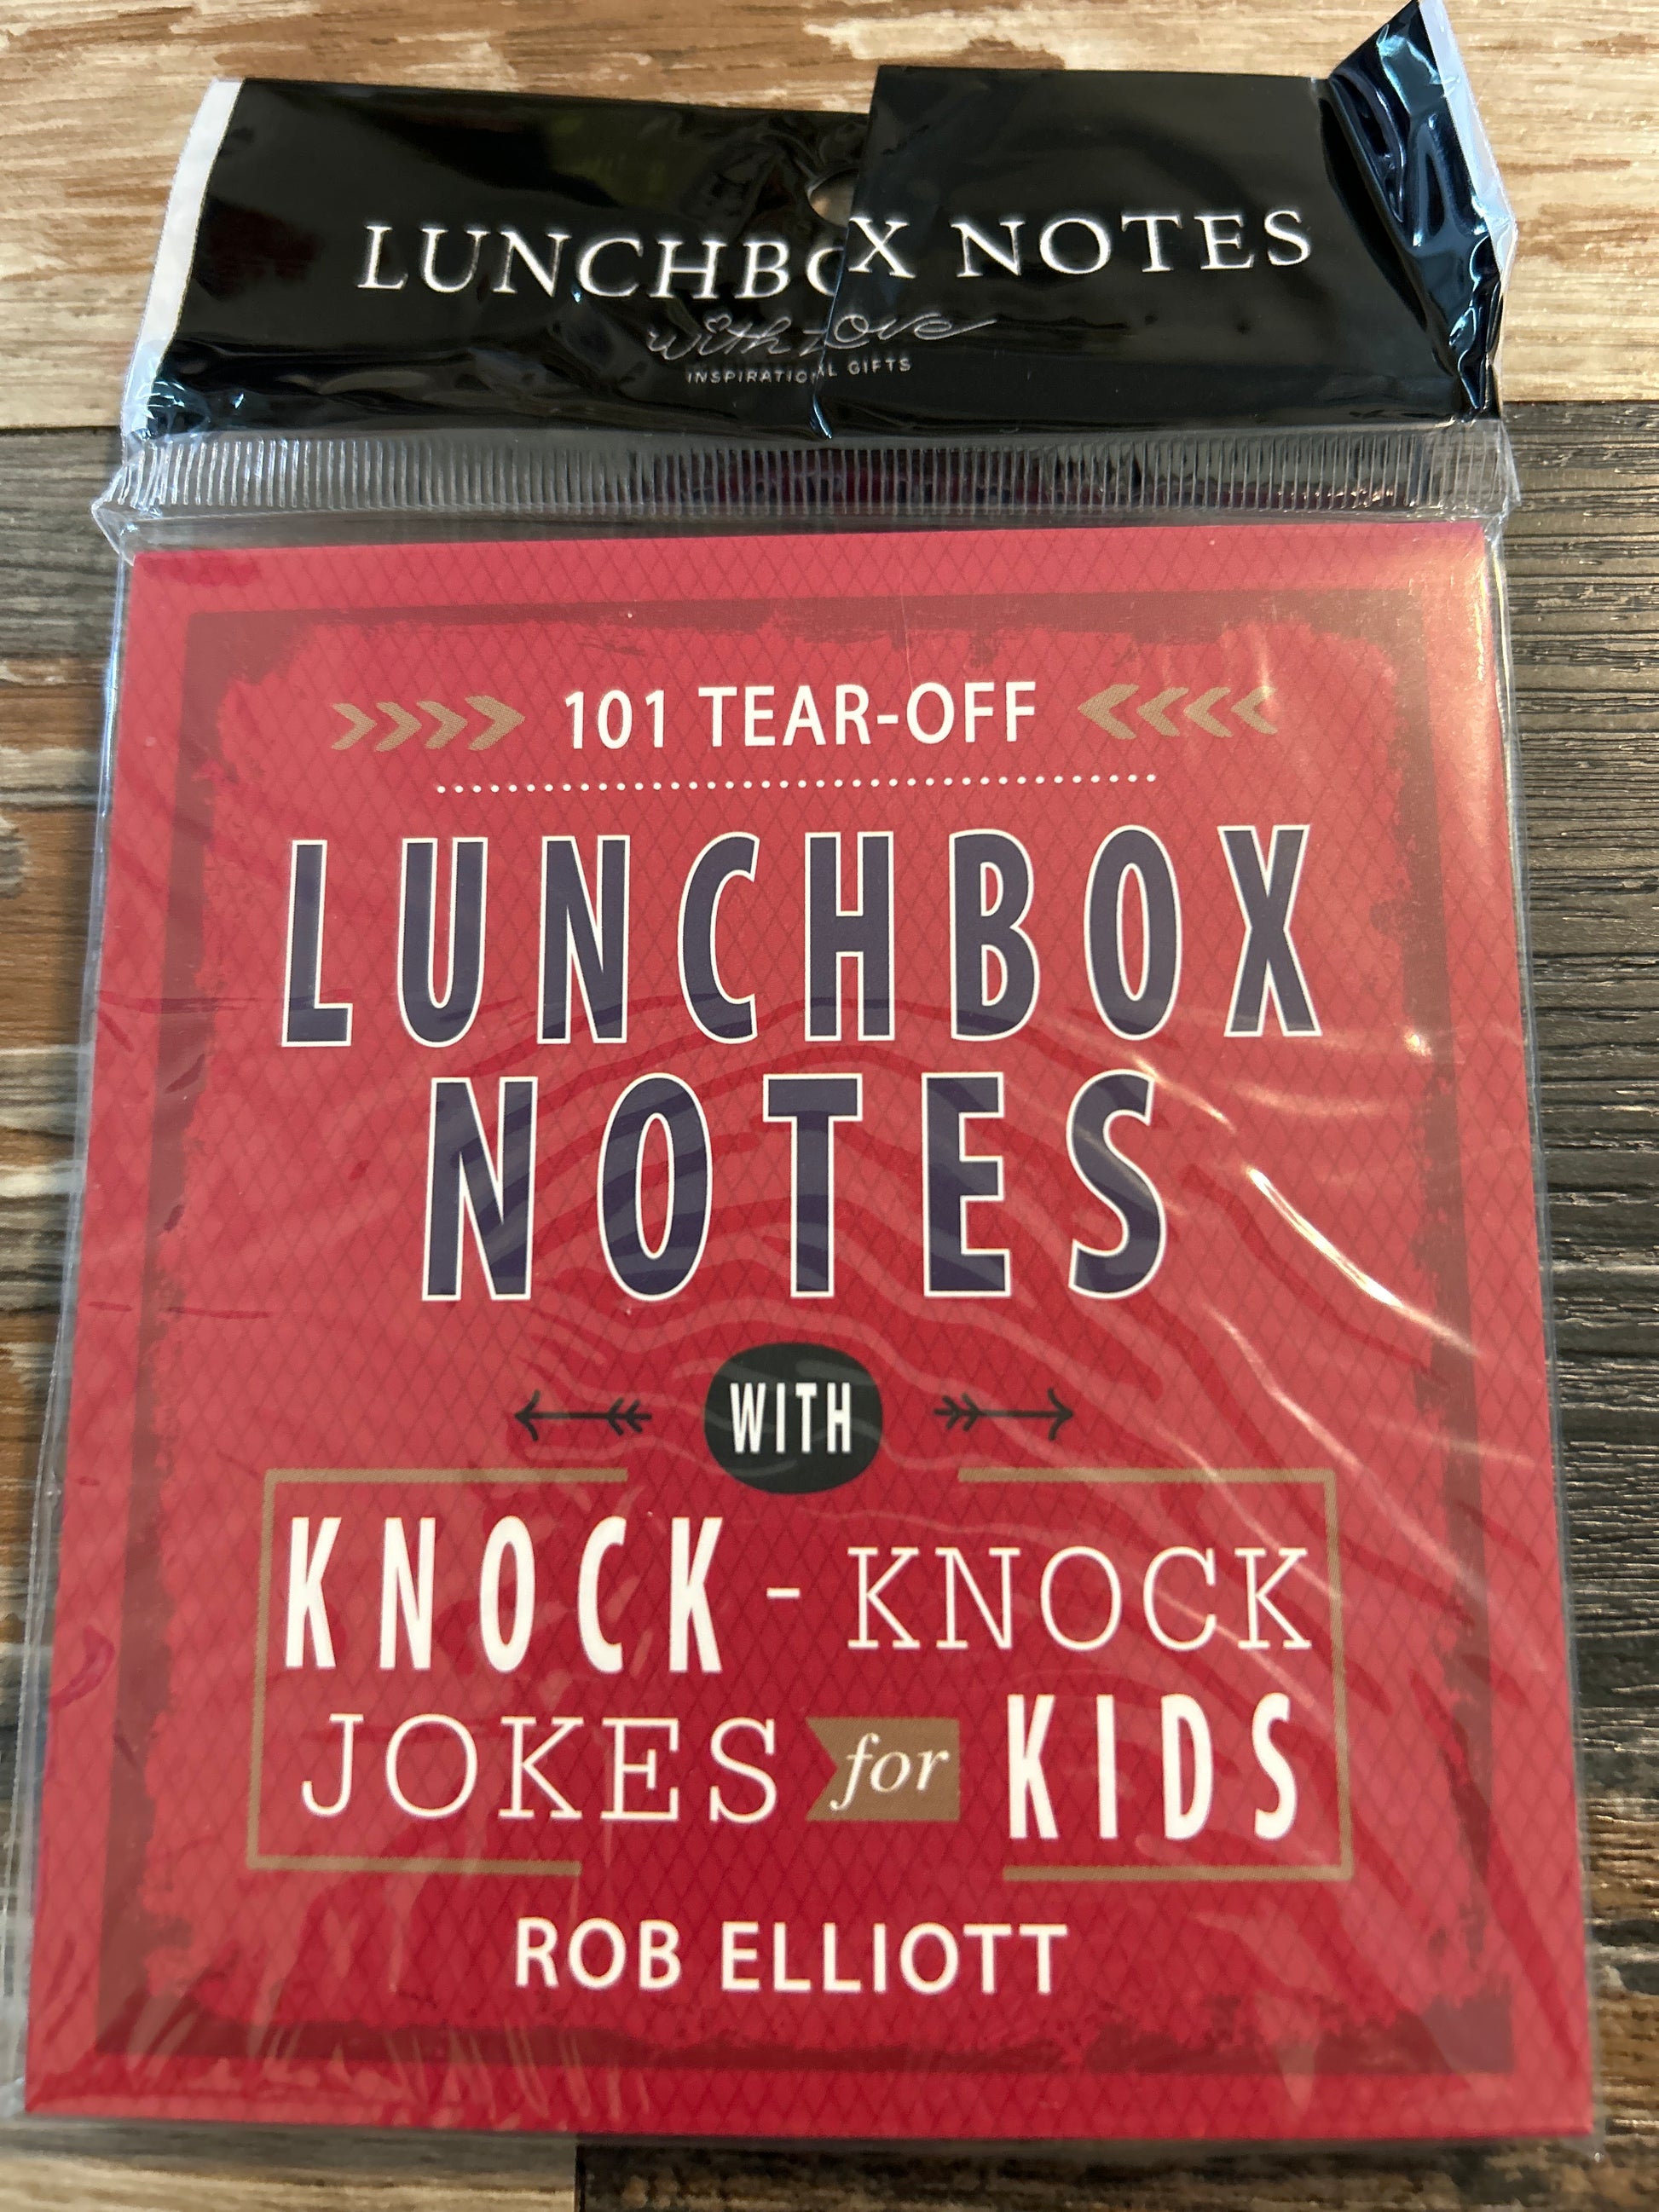 LUNCHBOX NOTES
with love
INSPIRATIONAL GIFTS
101 TEAR-OFF
LUNCHBOX
NOTES
WITH
KNOCK-KNOCK
JOKES for KIDS
ROB ELLIOTT